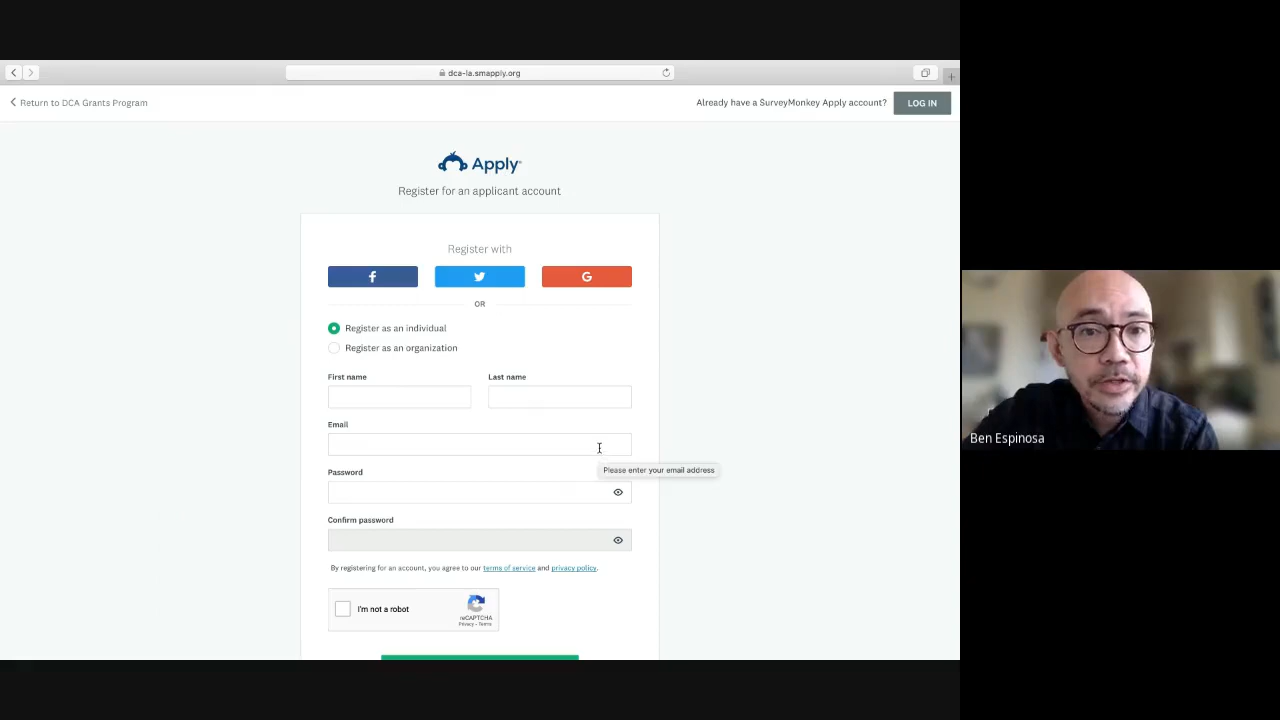 dca-la.smapply.org
Return to DCA Grants Program
Already have a SurveyMonkey Apply account?
LOG IN
Apply
Register for an applicant account
Register with
OR
Register as an individual
Register as an organization
First name
Last name
Email
Please enter your email address
Password
Confirm password
By registering for an account, you agree to our terms of service and privacy policy.
I'm not a robot
reCAPTCHA
Privacy - Terms
Ben Espinosa